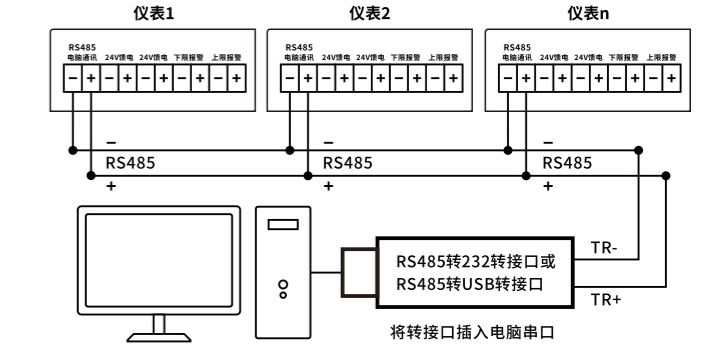 仪表1 仪表2 仪表n
RS485 RS485 RS485
电脑通讯 24V馈电 24V馈电 下限报警 上限报警 电脑通讯 24V馈电 24V馈电 下限报警 上限报警 电脑通讯 24V馈电 24V馈电 下限报警 上限报警
− + − + − + − + − + − + − + − + − + − + − + − + − + − + − +
− − −
RS485 RS485 RS485
+ + +
TR-
RS485转232转接口或
RS485转USB转接口
TR+
将转接口插入电脑串口